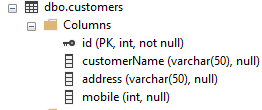 dbo.customers
Columns
id (PK, int, not null)
customerName (varchar(50), null)
address (varchar(50), null)
mobile (int, null)